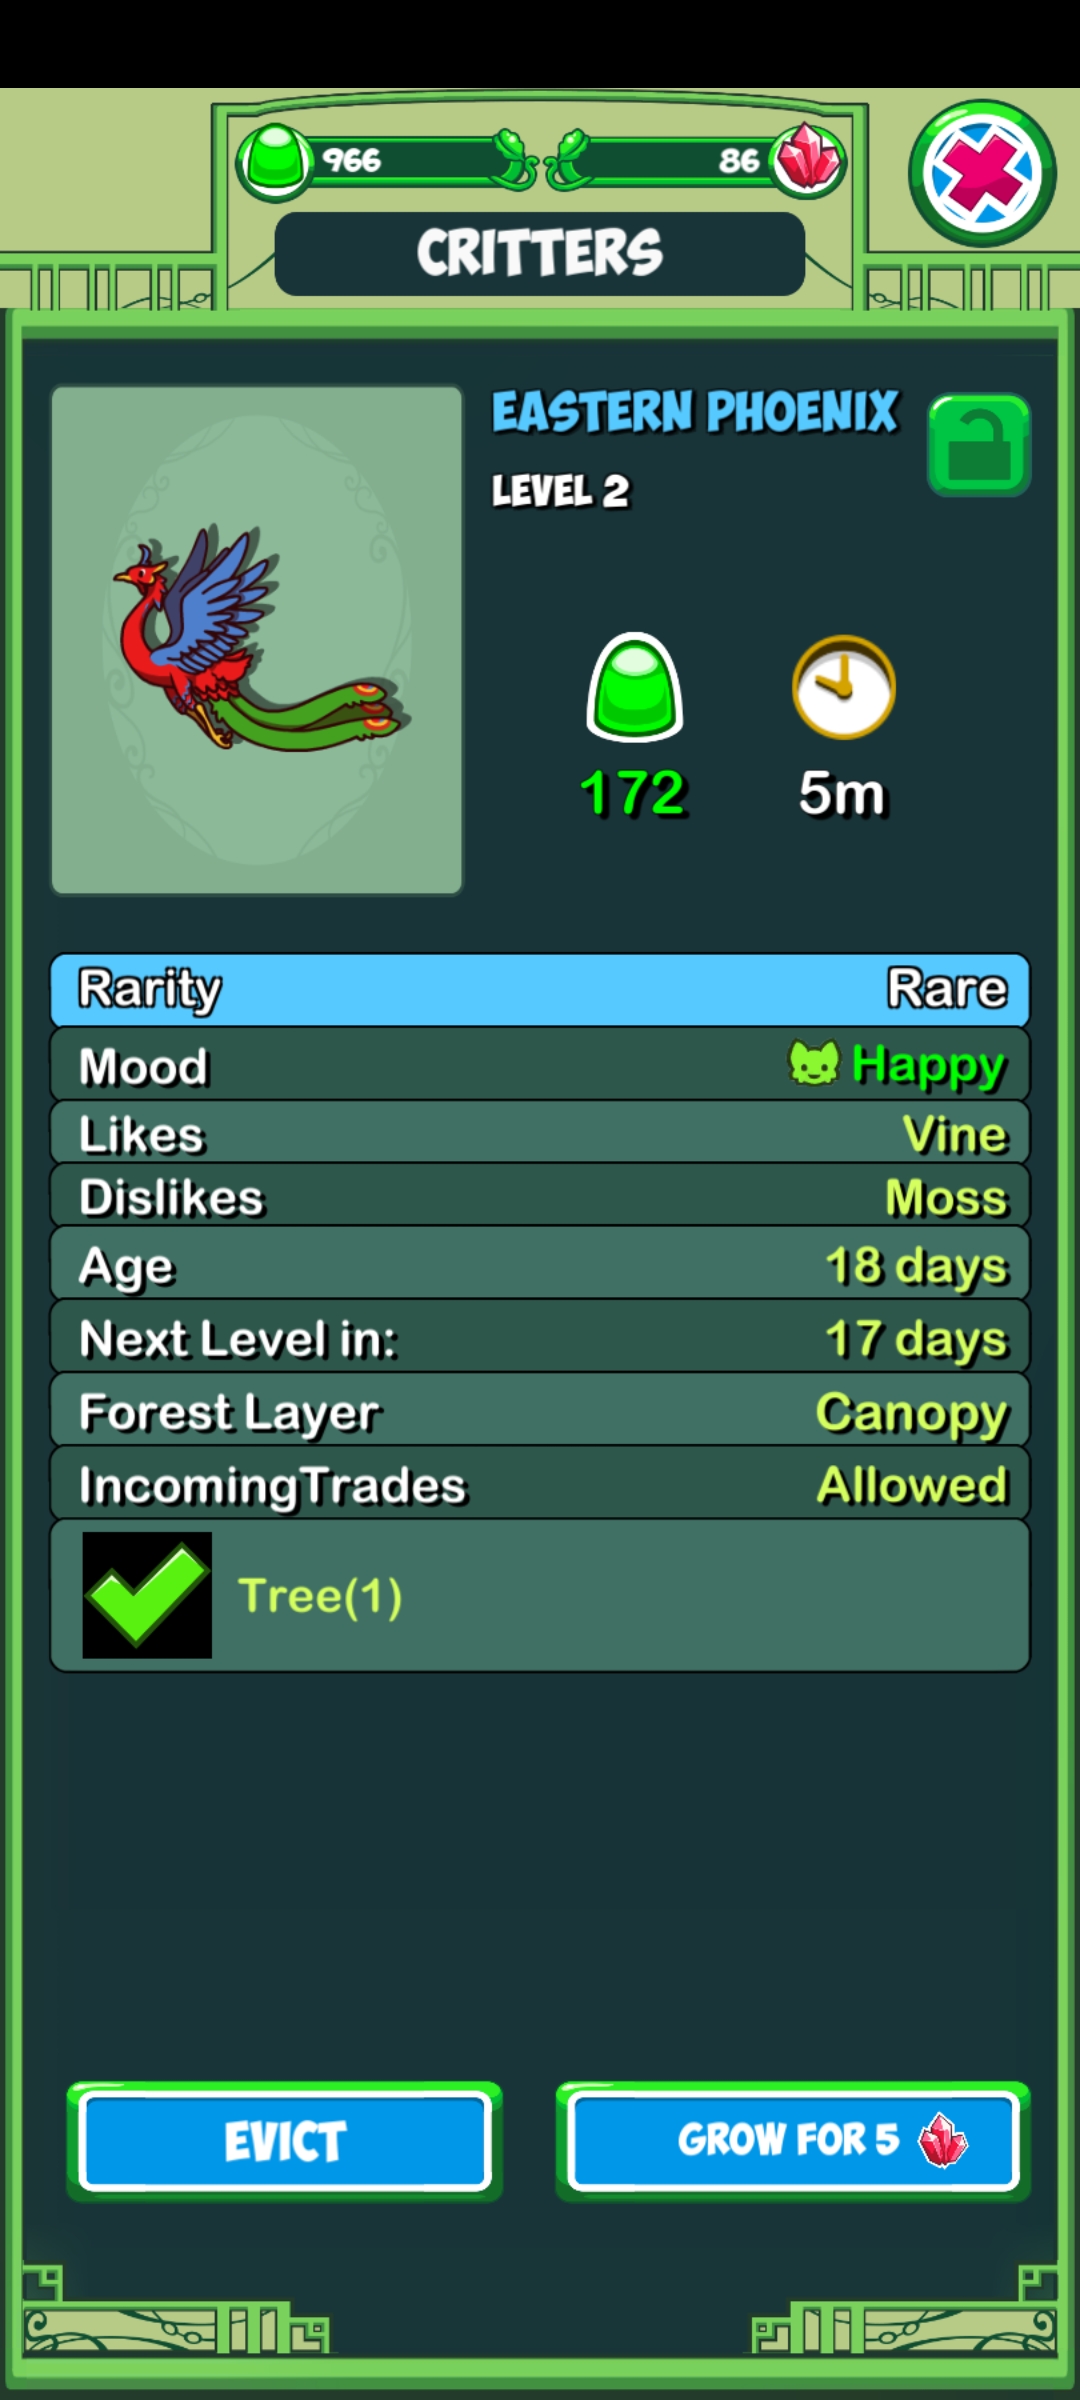 966
86
CRITTERS
EASTERN PHOENIX
LEVEL 2
172
5m
Rarity Rare
Mood Happy
Likes Vine
Dislikes Moss
Age 18 days
Next Level in: 17 days
Forest Layer Canopy
IncomingTrades Allowed
Tree(1)
EVICT
GROW FOR 5